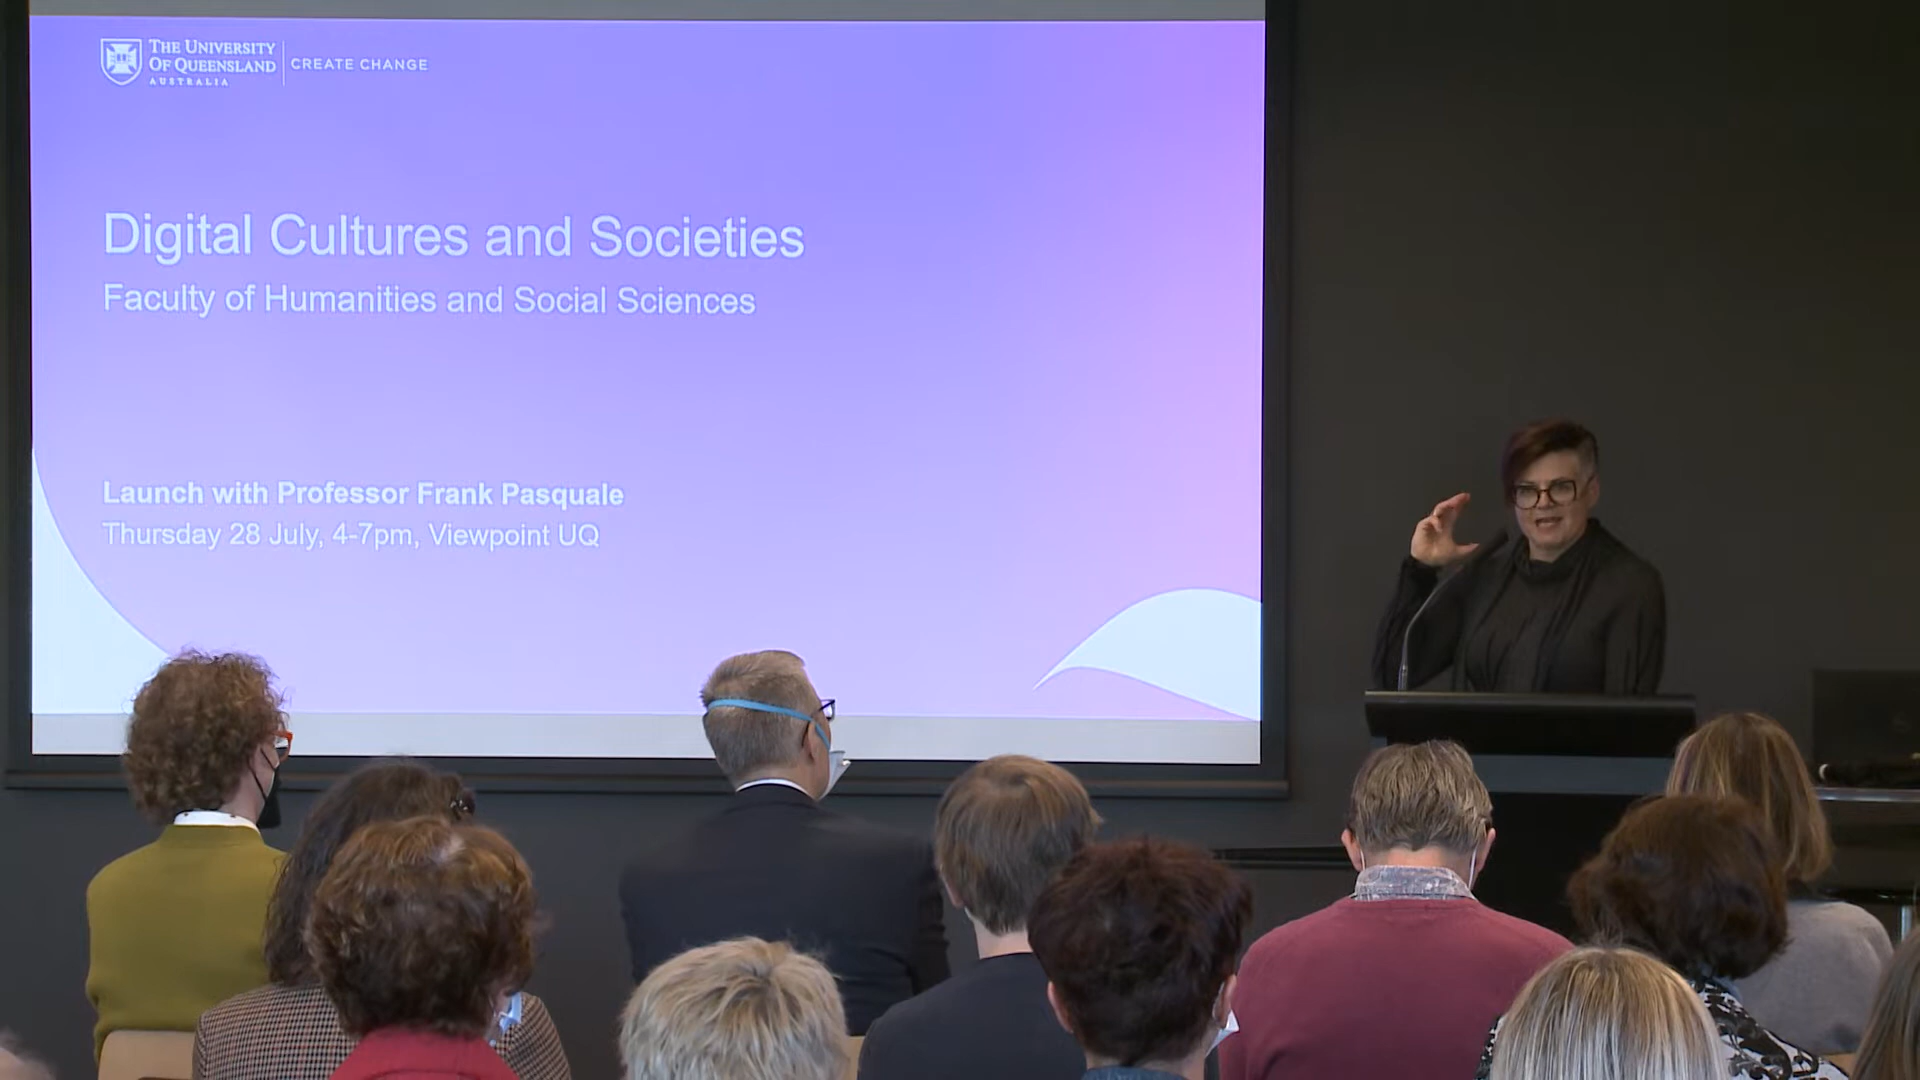 THE UNIVERSITY
OF QUEENSLAND
AUSTRALIA
CREATE CHANGE
Digital Cultures and Societies
Faculty of Humanities and Social Sciences
Launch with Professor Frank Pasquale
Thursday 28 July, 4-7pm, Viewpoint UQ